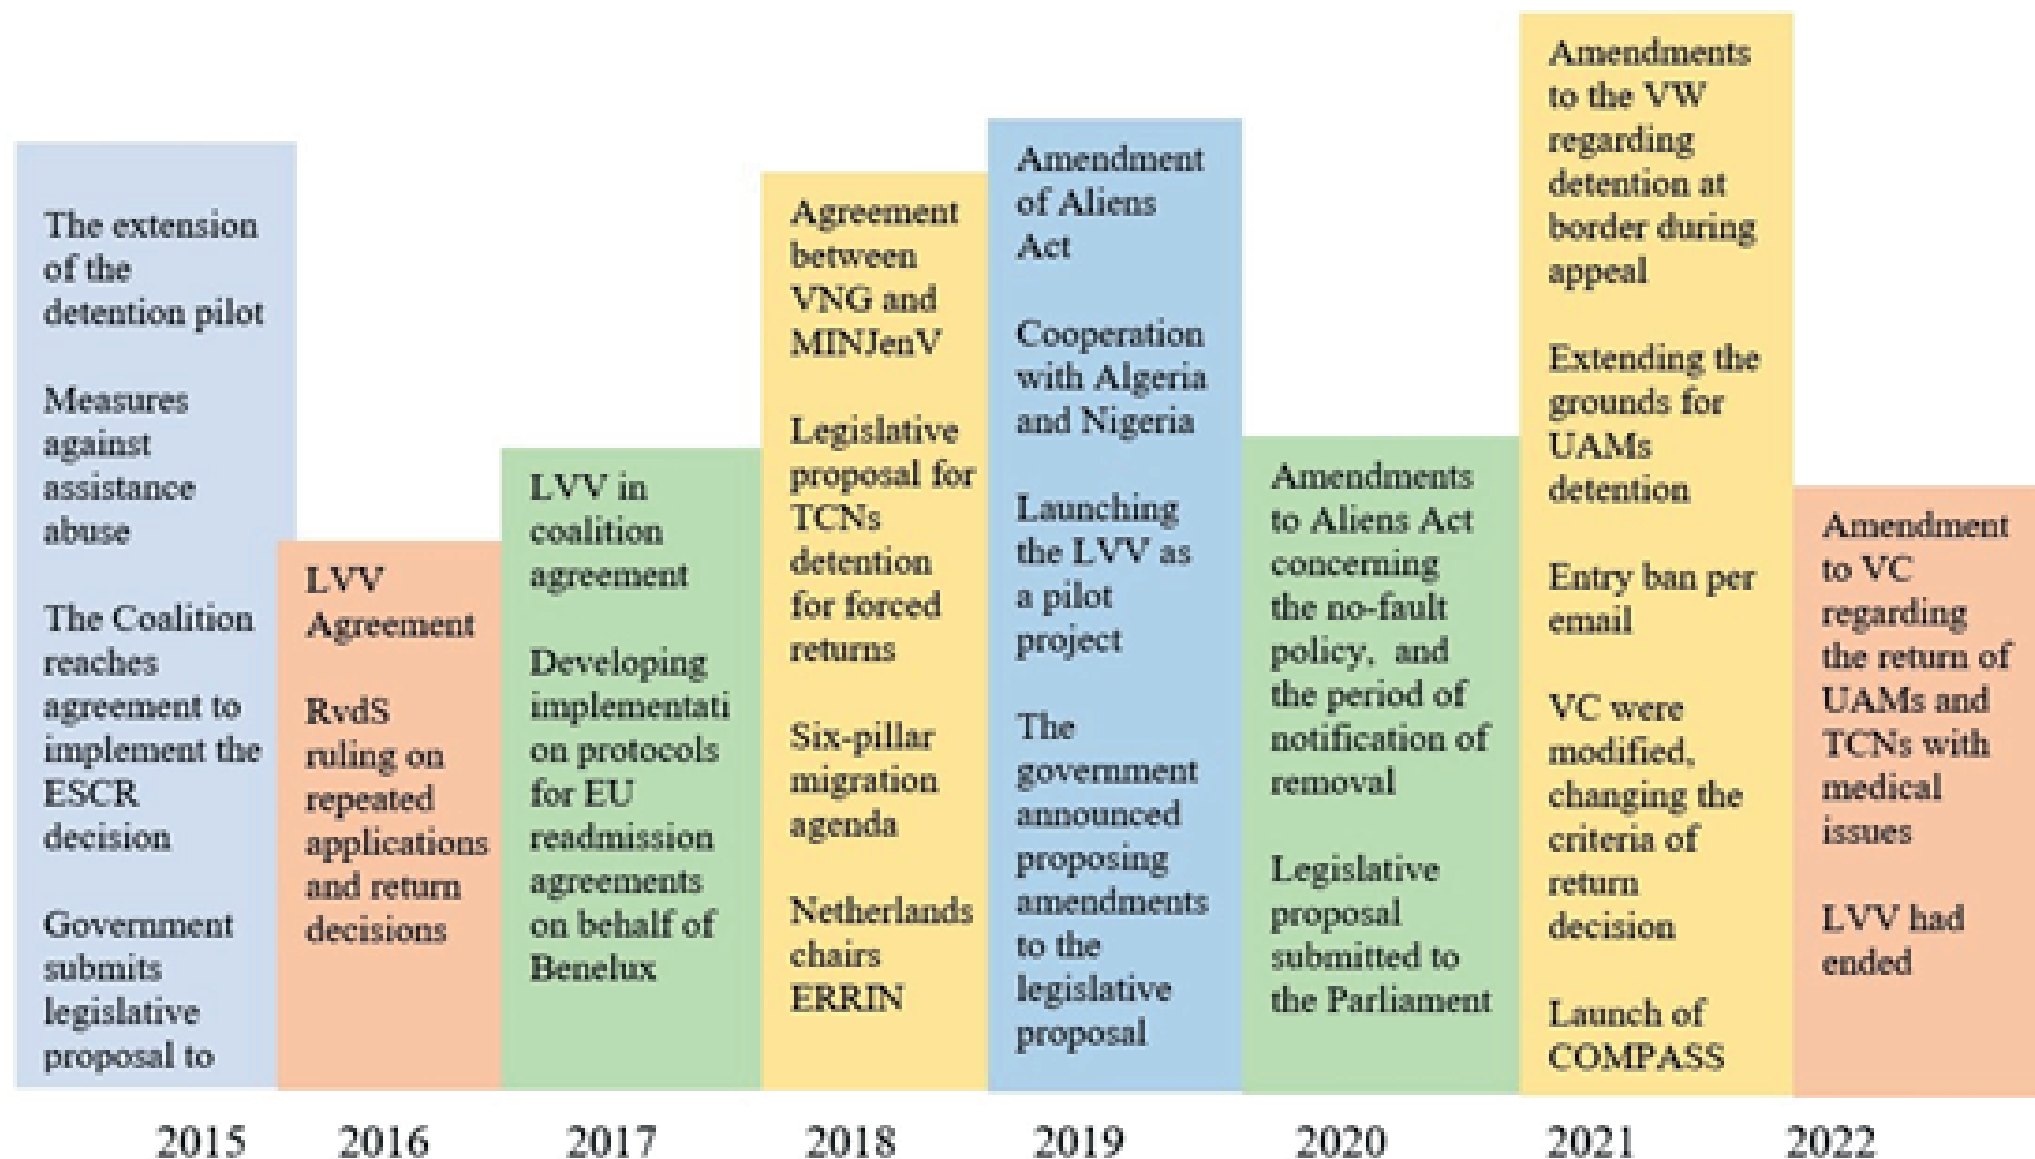 The extension
of the
detention pilot
Measures
against
assistance
abuse
The Coalition
reaches
agreement to
implement the
ESCR
decision
Government
submits
legislative
proposal to
LVV
Agreement
RvdS
ruling on
repeated
applications
and return
decisions
LVV in
coalition
agreement
Developing
implementati
on protocols
for EU
readmission
agreements
on behalf of
Benelux
Agreement
between
VNG and
MINJenV
Legislative
proposal for
TCNs
detention
for forced
returns
Six-pillar
migration
agenda
Netherlands
chairs
ERRIN
Amendment
of Aliens
Act
Cooperation
with Algeria
and Nigeria
Launching
the LVV as
a pilot
project
The
government
announced
proposing
amendments
to the
legislative
proposal
Amendments
to Aliens Act
concerning
the no-fault
policy, and
the period of
notification of
removal
Legislative
proposal
submitted to
the Parliament
Amendments
to the VW
regarding
detention at
border during
appeal
Extending the
grounds for
UAMs
detention
Entry ban per
email
VC were
modified,
changing the
criteria of
return
decision
Launch of
COMPASS
Amendment
to VC
regarding
the return of
UAMs and
TCNs with
medical
issues
LVV had
ended
2015 2016 2017 2018 2019 2020 2021 2022